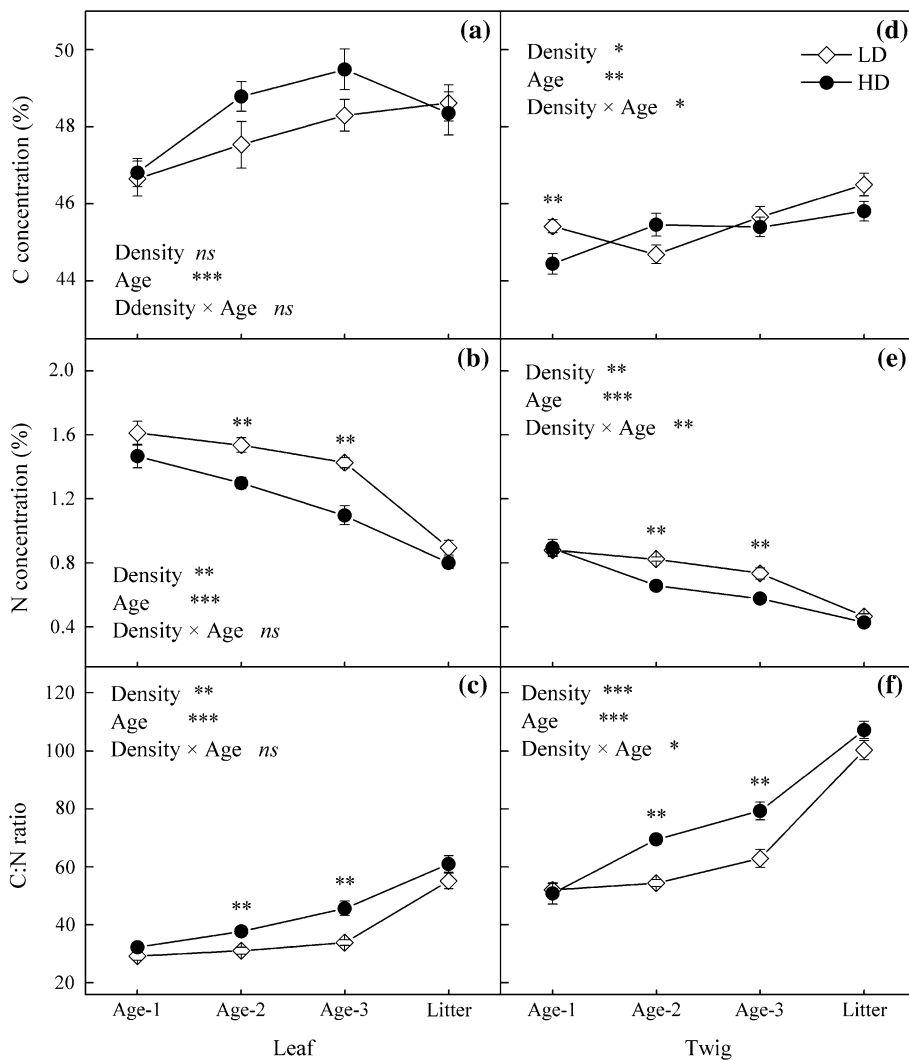 (a)
C concentration (%)
50
48
46
44
Density ns
Age ***
Ddensity × Age ns
(d)
Density *
Age **
Density × Age *
LD
HD
**
(b)
N concentration (%)
2.0
1.6
1.2
0.8
0.4
** **
Density **
Age ***
Density × Age ns
(e)
Density **
Age ***
Density × Age **
** **
(c)
C:N ratio
120
100
80
60
40
20
Density **
Age ***
Density × Age ns
** **
(f)
Density ***
Age ***
Density × Age *
** **
Age-1 Age-2 Age-3 Litter
Leaf
Age-1 Age-2 Age-3 Litter
Twig